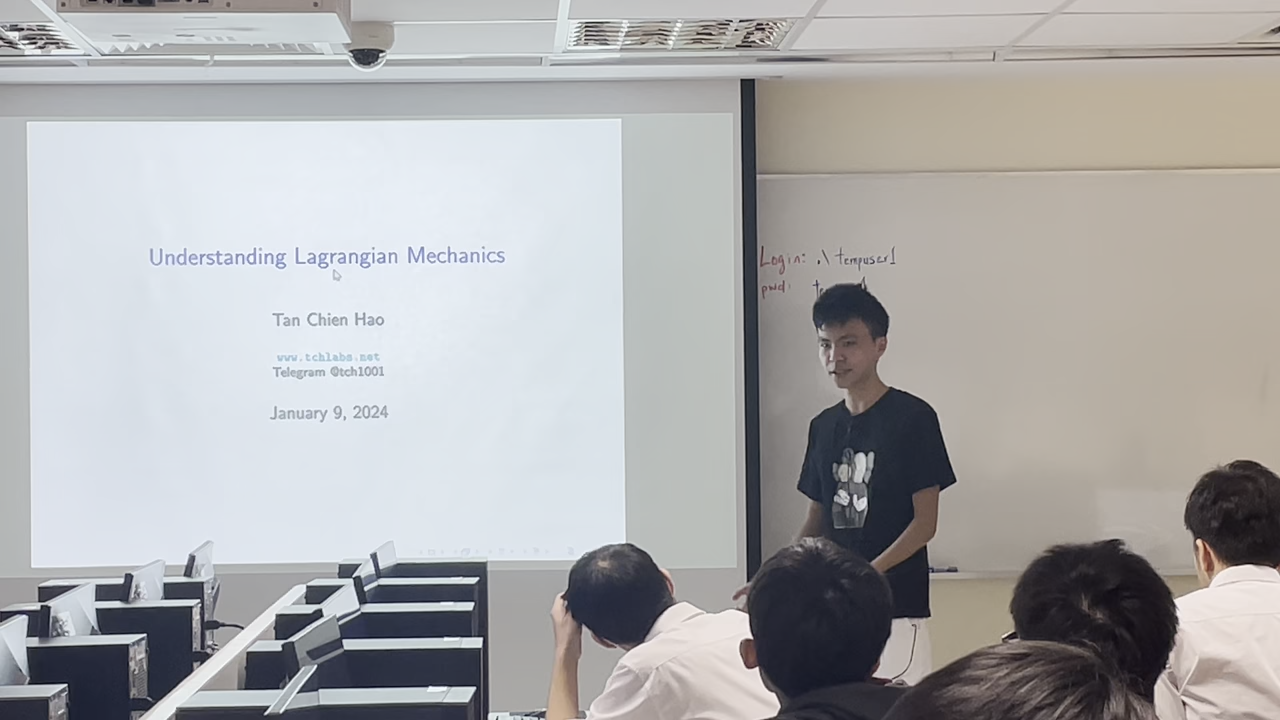 Understanding Lagrangian Mechanics
Tan Chien Hao
www.tchlabs.net
Telegram @tch1001
January 9, 2024
Login: .\tempuser1
pwd: